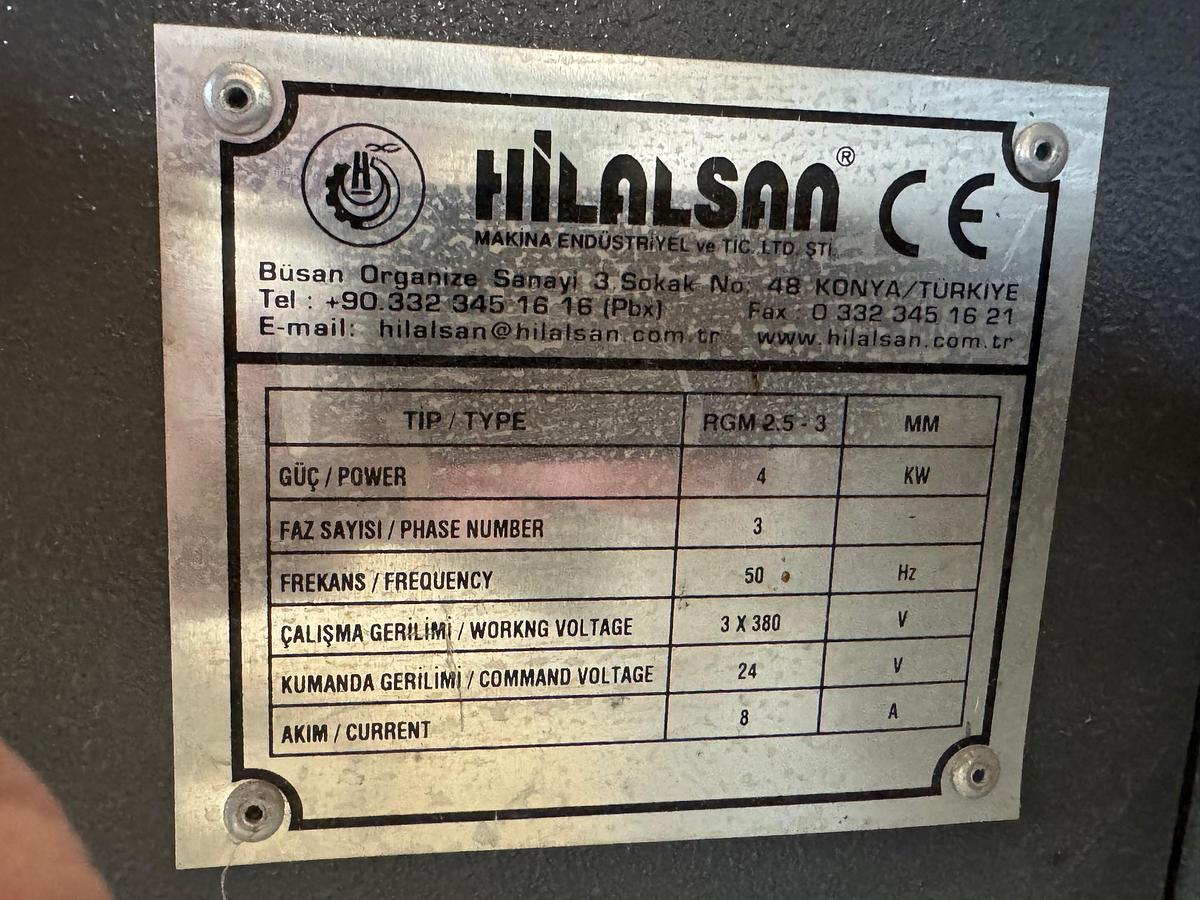 HİLALSAN ® CE
MAKİNA ENDÜSTRİYEL ve TİC. LTD. ŞTİ.
Büsan Organize Sanayi 3. Sokak No: 48 KONYA/TÜRKİYE
Tel : +90.332 345 16 16 (Pbx) Fax : 0 332 345 16 21
E-mail: hilalsan@hilalsan.com.tr www.hilalsan.com.tr
TİP / TYPE RGM 2.5 - 3 MM
GÜÇ / POWER 4 KW
FAZ SAYISI / PHASE NUMBER 3 -
FREKANS / FREQUENCY 50 Hz
ÇALIŞMA GERİLİMİ / WORKNG VOLTAGE 3 X 380 V
KUMANDA GERİLİMİ / COMMAND VOLTAGE 24 V
AKIM / CURRENT 8 A